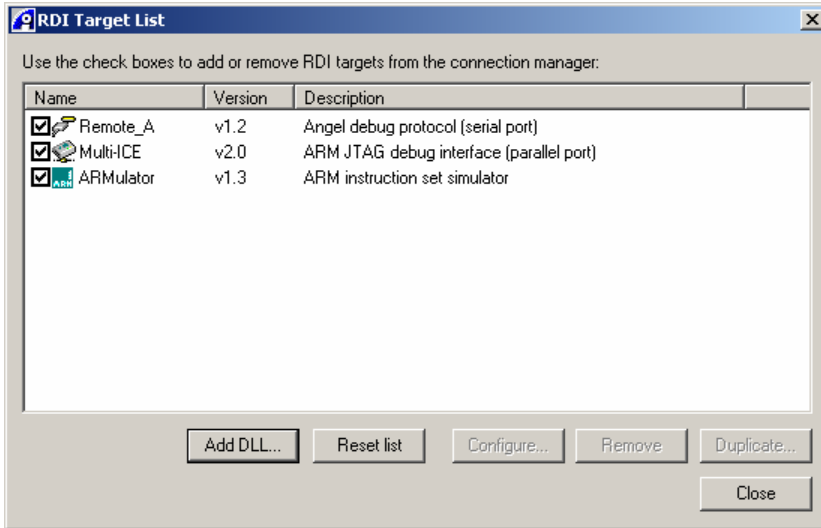 RDI Target List
Use the check boxes to add or remove RDI targets from the connection manager:
Name Version Description
Remote_A v1.2 Angel debug protocol (serial port)
Multi-ICE v2.0 ARM JTAG debug interface (parallel port)
ARM ARMulator v1.3 ARM instruction set simulator
Add DLL... Reset list Configure... Remove Duplicate...
Close